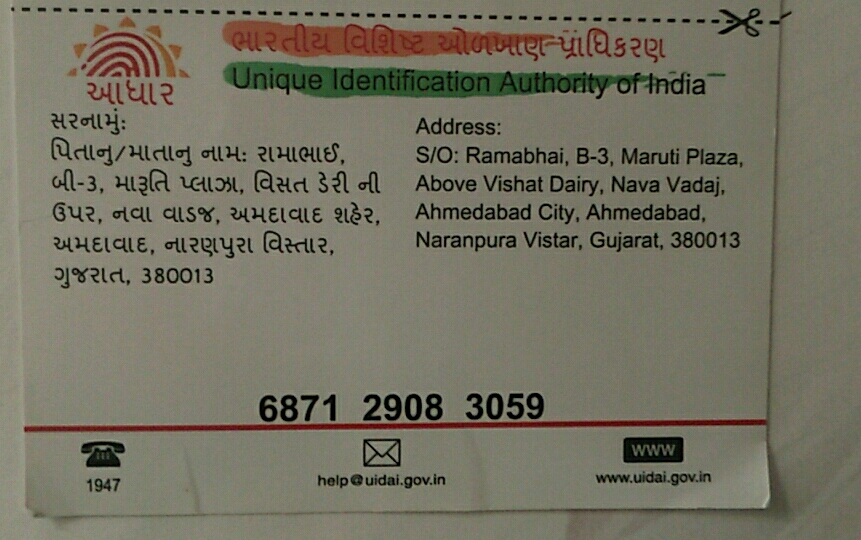 ભારતીય વિશિષ્ટ ઓળખાણ પ્રાધિકરણ
Unique Identification Authority of India
આધાર
સરનામું:
પિતાનુ/માતાનુ નામ: રામાભાઈ,
બી-3, મારૂતિ પ્લાઝા, વિસત ડેરી ની
ઉપર, નવા વાડજ, અમદાવાદ શહેર,
અમદાવાદ, નારણપુરા વિસ્તાર,
ગુજરાત, 380013
Address:
S/O: Ramabhai, B-3, Maruti Plaza,
Above Vishat Dairy, Nava Vadaj,
Ahmedabad City, Ahmedabad,
Naranpura Vistar, Gujarat, 380013
6871 2908 3059
1947
help@uidai.gov.in
www
www.uidai.gov.in